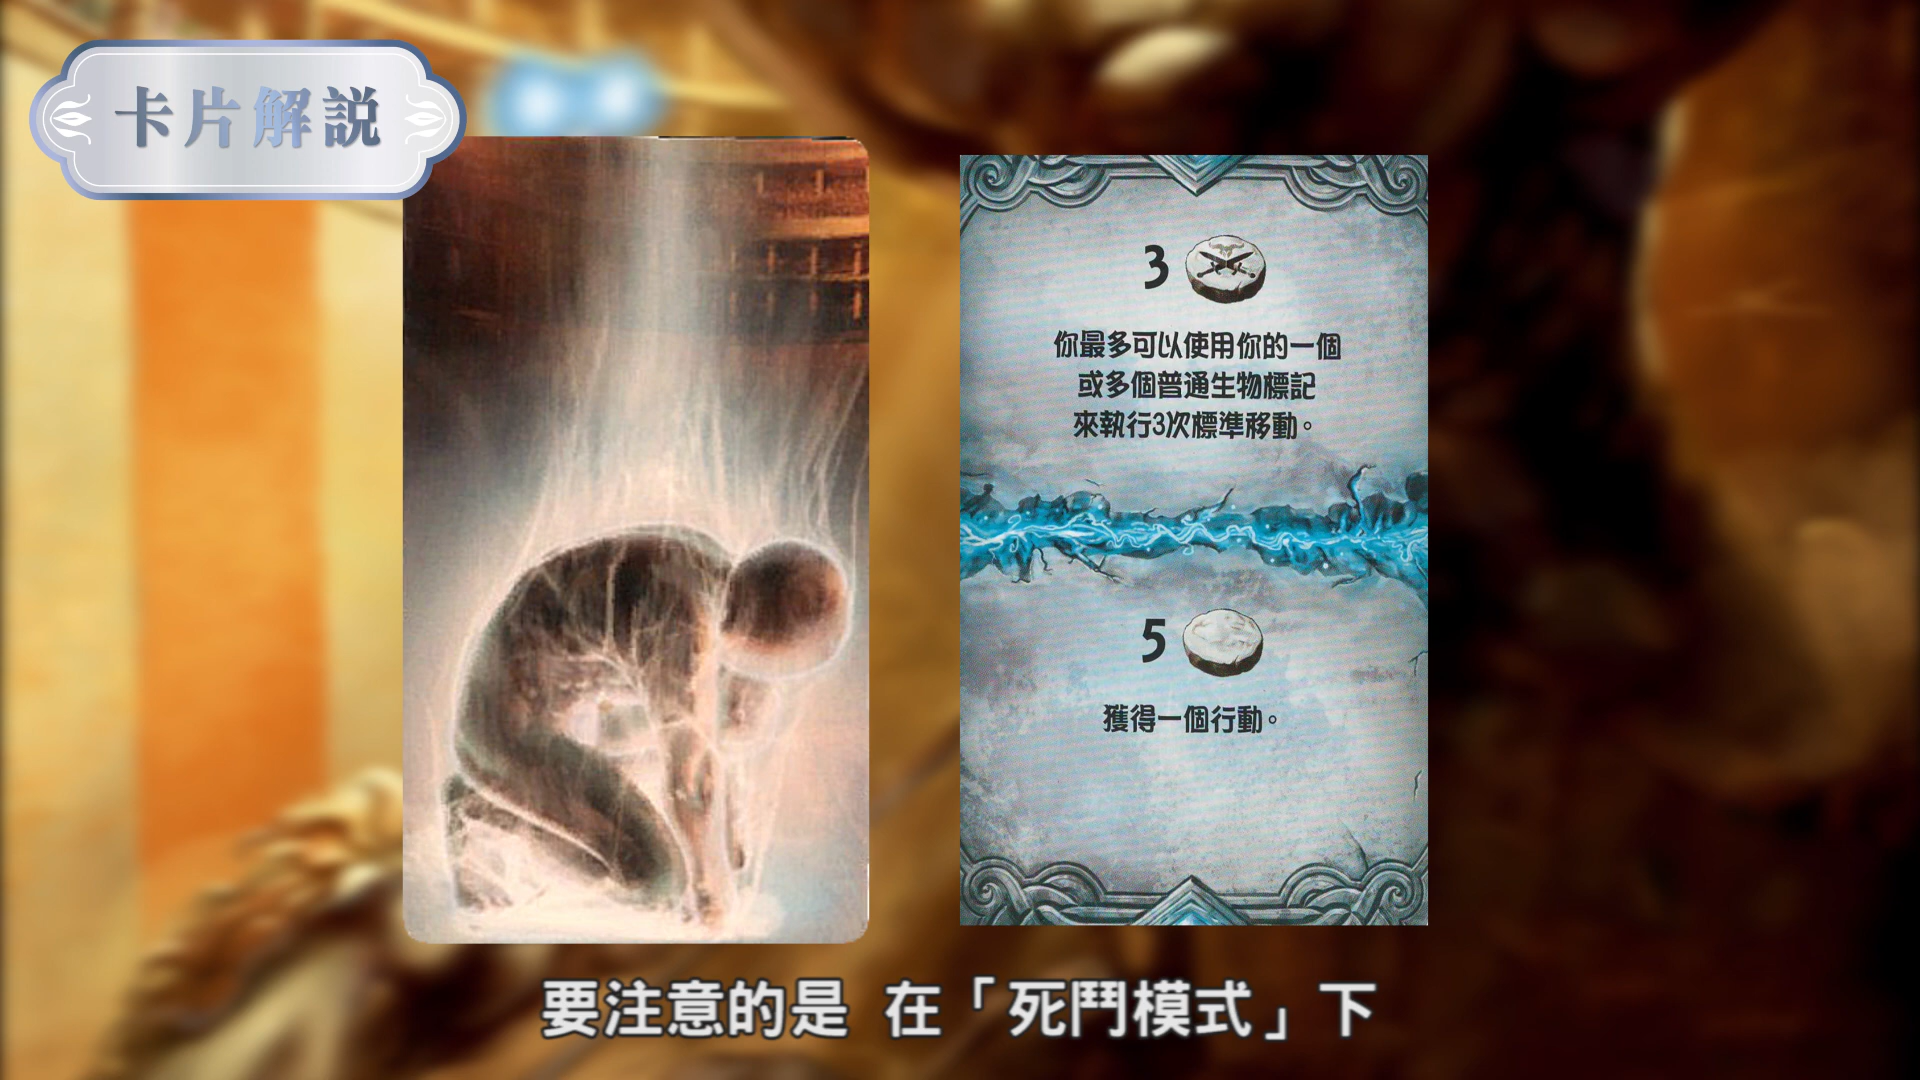 卡片解説
3
你最多可以使用你的一個
或多個普通生物標記
來執行3次標準移動。
5
獲得一個行動。
要注意的是 在「死鬥模式」下